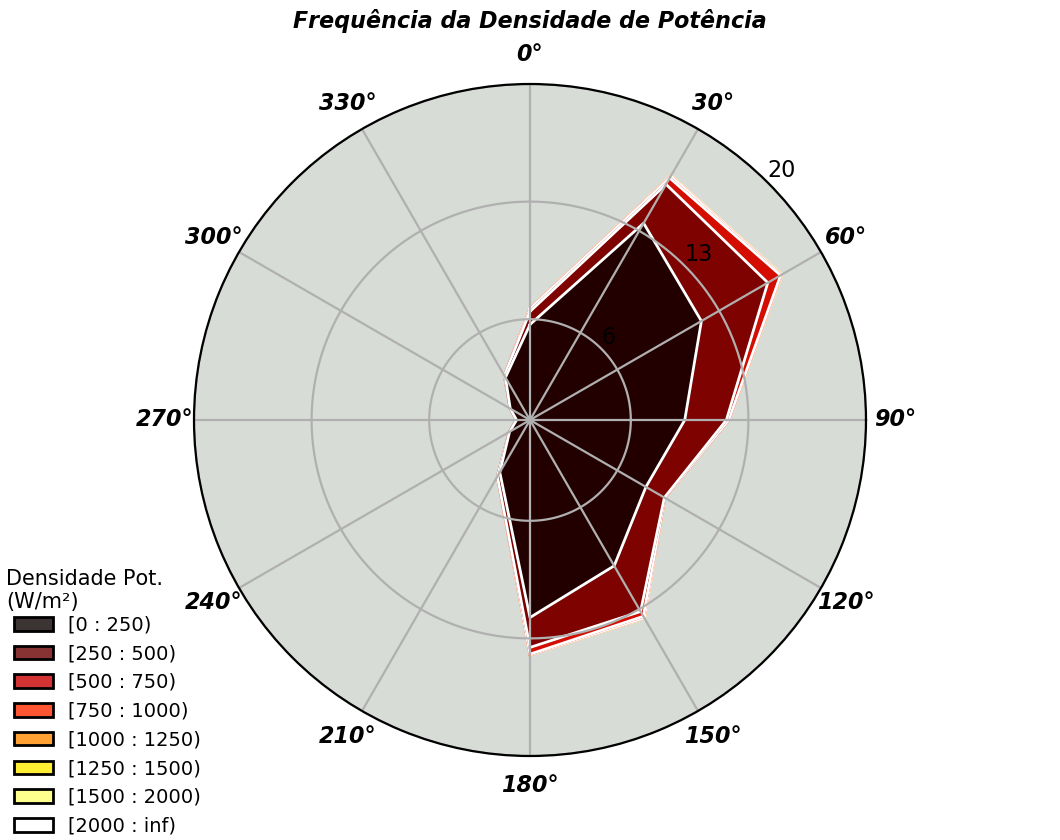 Frequência da Densidade de Potência
0°
330°
30°
20
300°
60°
13
6
270°
90°
240°
120°
210°
150°
180°
Densidade Pot.
(W/m²)
[0 : 250)
[250 : 500)
[500 : 750)
[750 : 1000)
[1000 : 1250)
[1250 : 1500)
[1500 : 2000)
[2000 : inf)